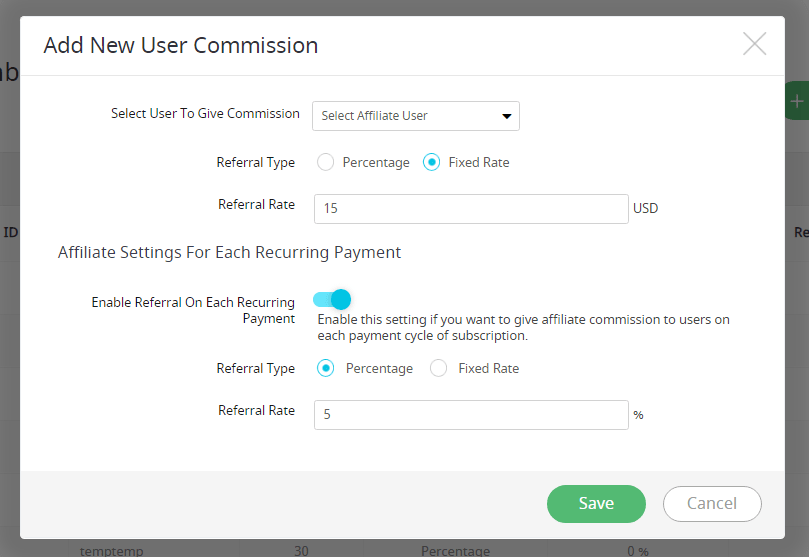 Add New User Commission
Select User To Give Commission
Select Affiliate User
Referral Type
Percentage
Fixed Rate
Referral Rate
15
USD
ID
Re
Affiliate Settings For Each Recurring Payment
Enable Referral On Each Recurring
Payment
Enable this setting if you want to give affiliate commission to users on
each payment cycle of subscription.
Referral Type
Percentage
Fixed Rate
Referral Rate
5
%
Save
Cancel
temptemp
30
Percentage
0 %